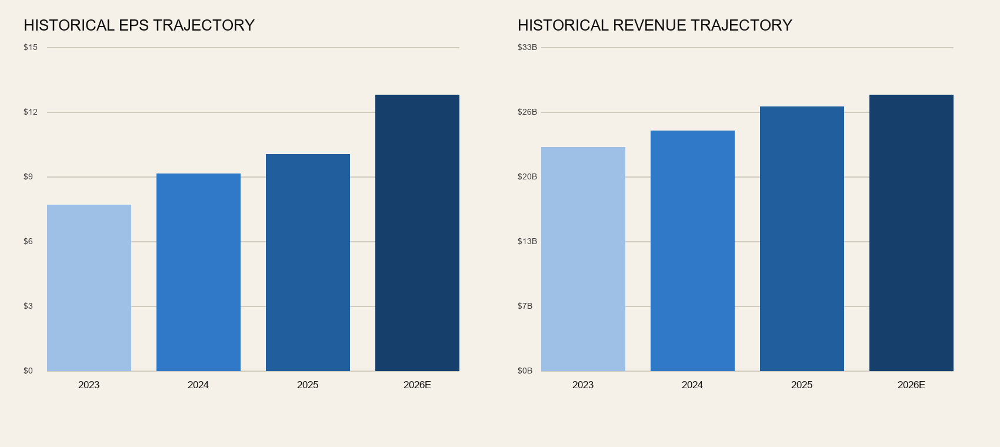 HISTORICAL EPS TRAJECTORY
$15
$12
$9
$6
$3
$0
2023 2024 2025 2026E
HISTORICAL REVENUE TRAJECTORY
$33B
$26B
$20B
$13B
$7B
$0B
2023 2024 2025 2026E